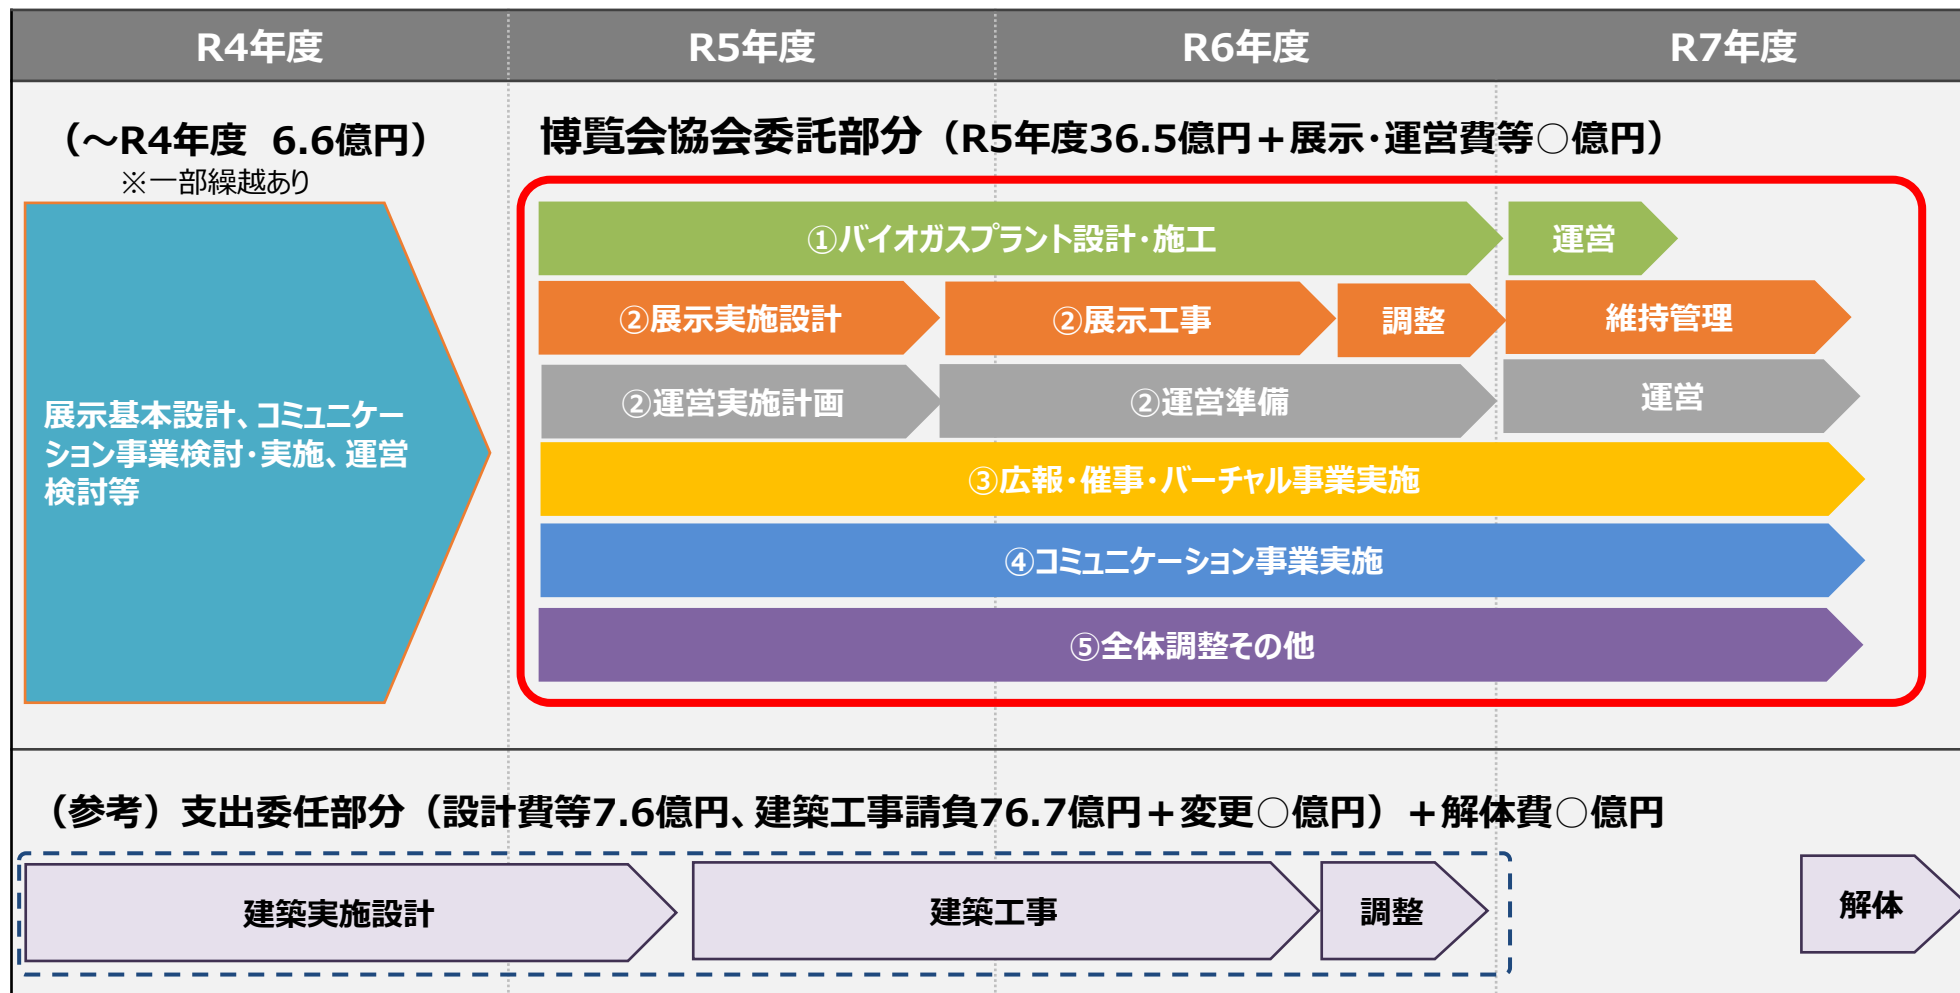 R4年度
R5年度
R6年度
R7年度
（～R4年度 6.6億円）
※一部繰越あり
博覧会協会委託部分（R5年度36.5億円＋展示・運営費等○億円）
展示基本設計、コミュニケー
ション事業検討・実施、運営
検討等
①バイオガスプラント設計・施工
運営
②展示実施設計
②展示工事
調整
維持管理
②運営実施計画
②運営準備
運営
③広報・催事・バーチャル事業実施
④コミュニケーション事業実施
⑤全体調整その他
（参考）支出委任部分（設計費等7.6億円、建築工事請負76.7億円＋変更○億円）＋解体費○億円
建築実施設計
建築工事
調整
解体